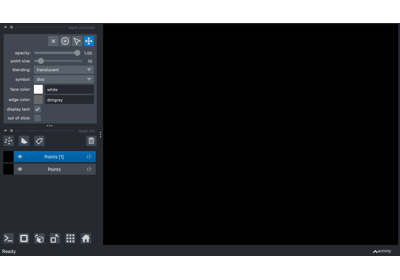 layer controls
opacity: 1.00
point size: 10
blending: translucent
symbol: disc
face color: white
edge color: dimgrey
display text:
out of slice:
layer list
Points [1]
Points
Ready
activity